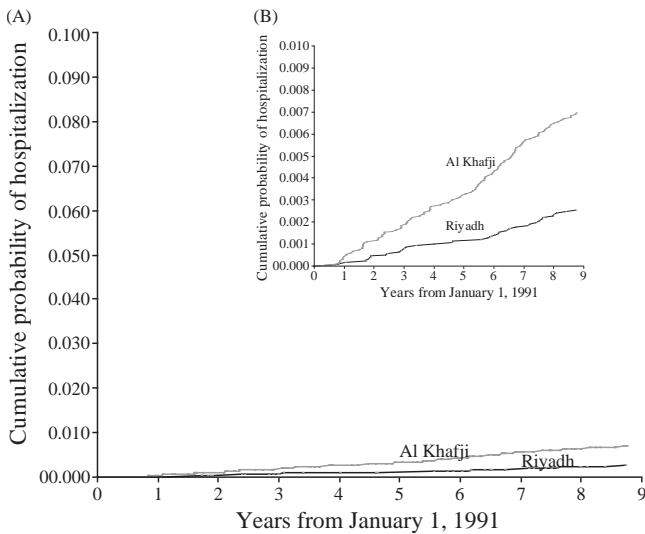 (A)
Cumulative probability of hospitalization
0.100
0.090
0.080
0.070
0.060
0.050
0.040
0.030
0.020
0.010
00.000
0 1 2 3 4 5 6 7 8 9
Years from January 1, 1991
Al Khafji
Riyadh
(B)
Cumulative probability of hospitalization
0.010
0.009
0.008
0.007
0.006
0.005
0.004
0.003
0.002
0.001
00.000
0 1 2 3 4 5 6 7 8 9
Years from January 1, 1991
Al Khafji
Riyadh